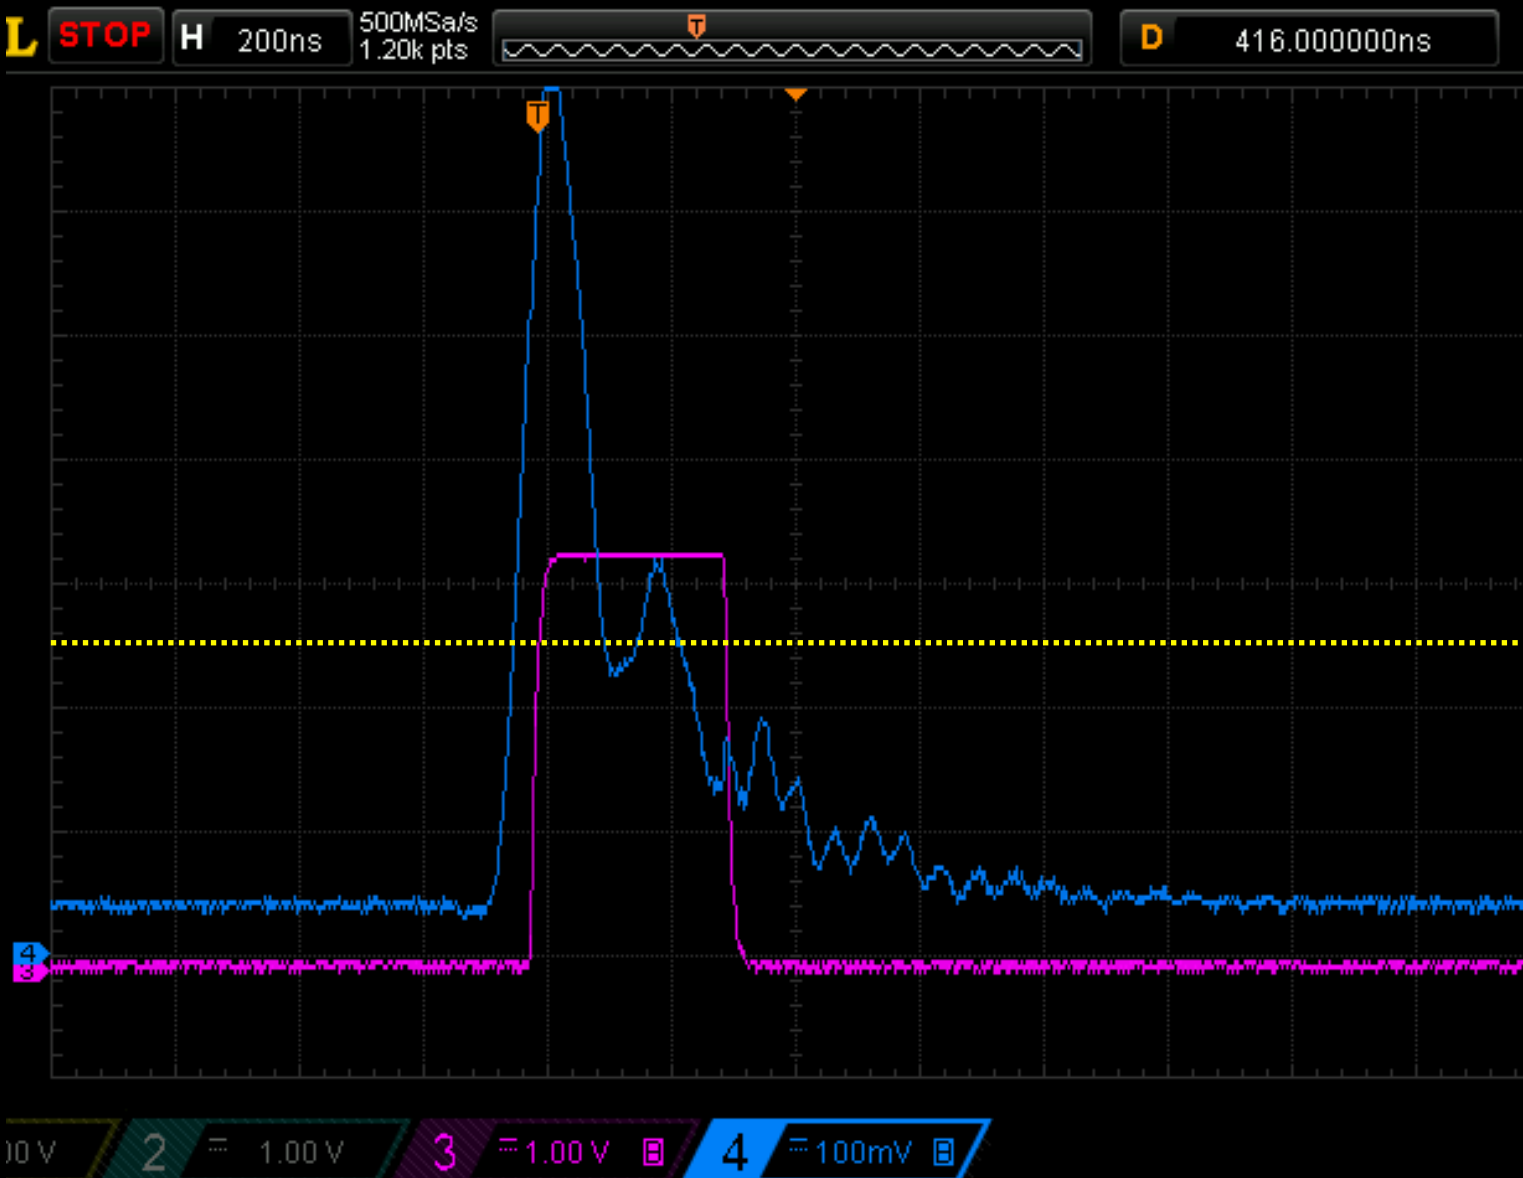 L STOP H 200ns 500MSa/s
1.20k pts T D 416.000000ns
T
4
3
00 V 2 1.00 V 3 1.00 V B 4 100mV B